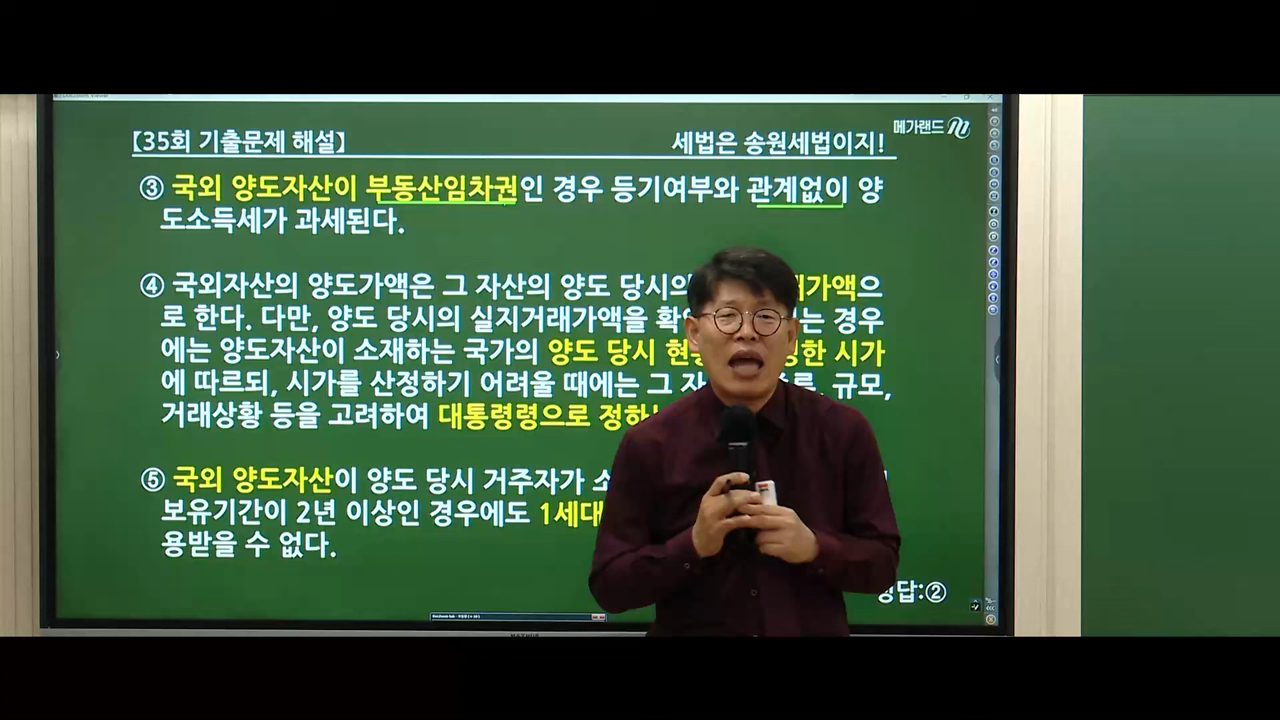 【35회 기출문제 해설】 세법은 송원세법이지!
메가랜드
③ 국외 양도자산이 부동산임차권인 경우 등기여부와 관계없이 양
도소득세가 과세된다.
④ 국외자산의 양도가액은 그 자산의 양도 당시의 가액으
로 한다. 다만, 양도 당시의 실지거래가액을 는 경우
에는 양도자산이 소재하는 국가의 양도 당시 한 시가
에 따르되, 시가를 산정하기 어려울 때에는 그 규모,
거래상황 등을 고려하여 대통령령으로
⑤ 국외 양도자산이 양도 당시 거주자가
보유기간이 2년 이상인 경우에도 1세대
용받을 수 없다.
정답:②